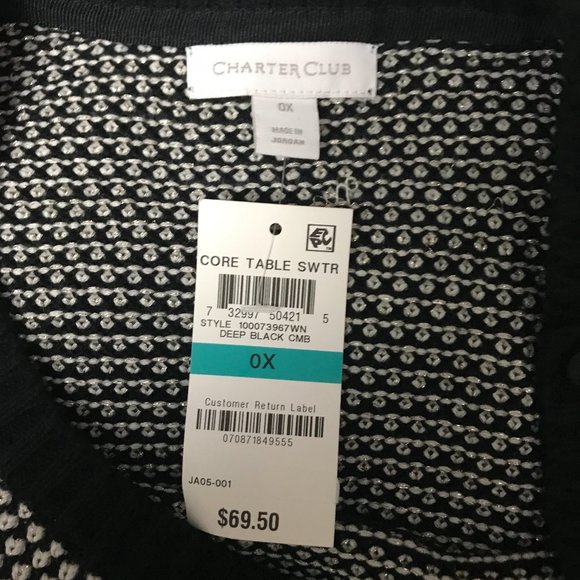 CHARTER CLUB
0X
MADE IN
JORDAN
CORE TABLE SWTR
7 32997 50421 5
STYLE 100073967WN
DEEP BLACK CMB
0X
Customer Return Label
070871849555
JA05-001
$69.50